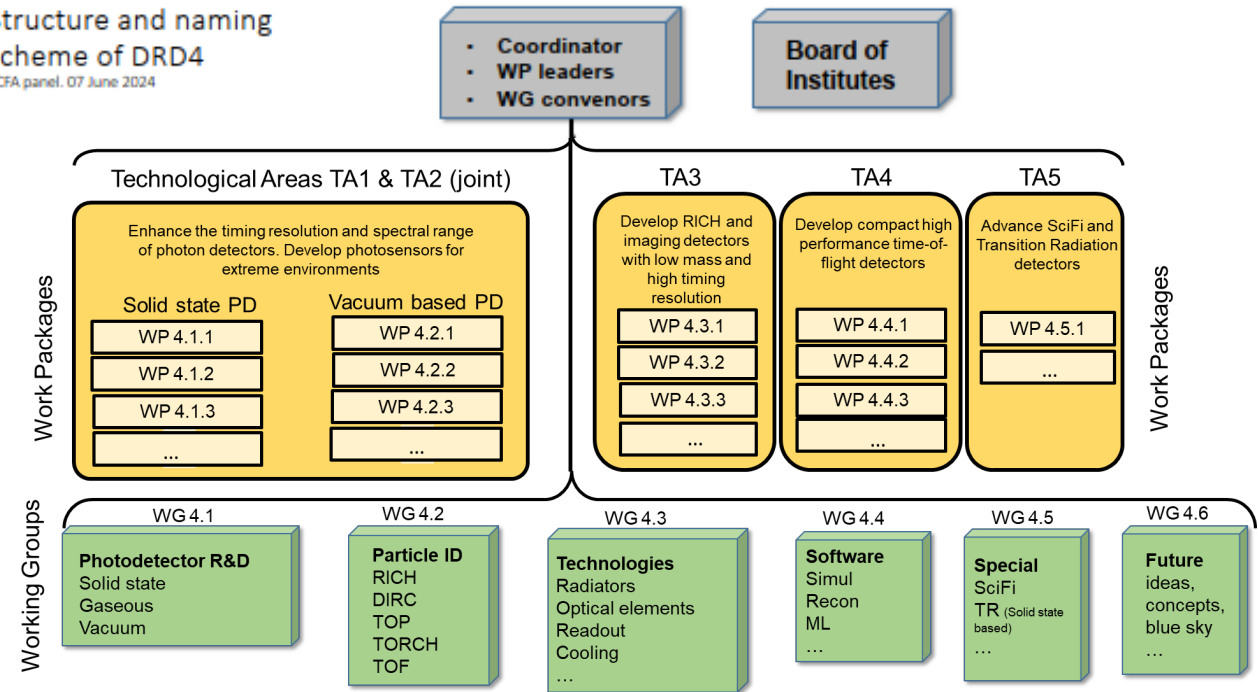 Structure and naming
scheme of DRD4
CFA panel. 07 June 2024
• Coordinator
• WP leaders
• WG convenors
Board of
Institutes
Technological Areas TA1 & TA2 (joint)
TA3
TA4
TA5
Work Packages
Enhance the timing resolution and spectral range
of photon detectors. Develop photosensors for
extreme environments
Solid state PD
WP 4.1.1
WP 4.1.2
WP 4.1.3
...
Vacuum based PD
WP 4.2.1
WP 4.2.2
WP 4.2.3
...
Develop RICH and
imaging detectors
with low mass and
high timing
resolution
WP 4.3.1
WP 4.3.2
WP 4.3.3
...
Develop compact high
performance time-of-
flight detectors
WP 4.4.1
WP 4.4.2
WP 4.4.3
...
Advance SciFi and
Transition Radiation
detectors
WP 4.5.1
...
Work Packages
Working Groups
WG 4.1
Photodetector R&D
Solid state
Gaseous
Vacuum
WG 4.2
Particle ID
RICH
DIRC
TOP
TORCH
TOF
WG 4.3
Technologies
Radiators
Optical elements
Readout
Cooling
...
WG 4.4
Software
Simul
Recon
ML
...
WG 4.5
Special
SciFi
TR (Solid state
based)
...
WG 4.6
Future
ideas,
concepts,
blue sky
...